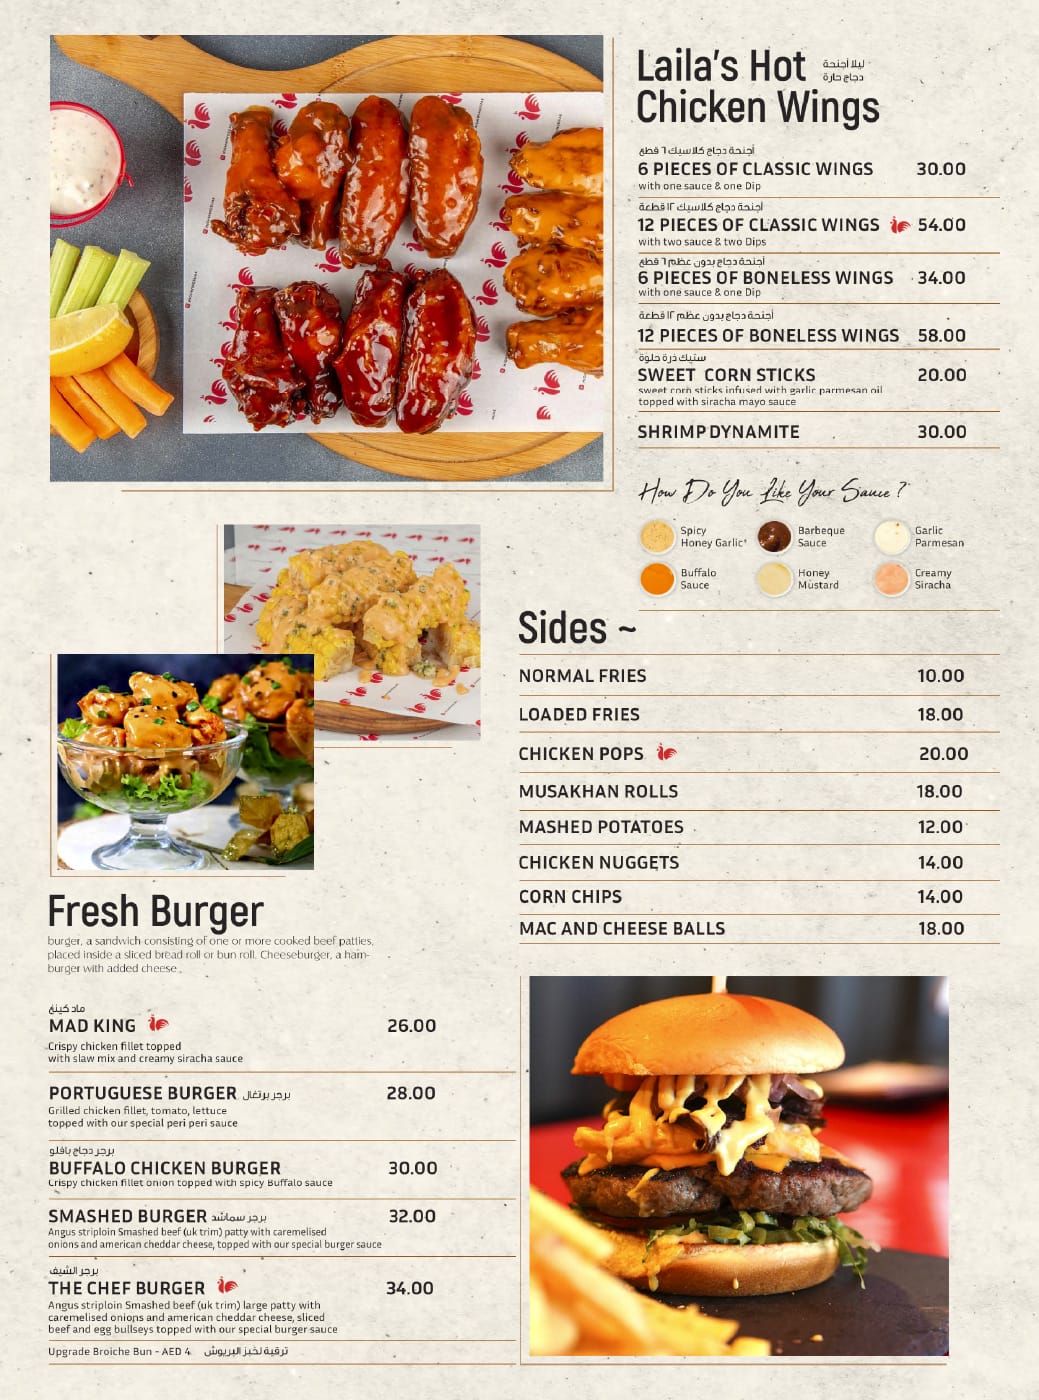 Laila's Hot
ليلا أجنحة
دجاج حارة
Chicken Wings
أجنحة دجاج كلاسيك ٦ قطع
6 PIECES OF CLASSIC WINGS 30.00
with one sauce & one Dip
أجنحة دجاج كلاسيك ١٢ قطعة
12 PIECES OF CLASSIC WINGS 54.00
with two sauce & two Dips
أجنحة دجاج بدون عظم ٦ قطع
6 PIECES OF BONELESS WINGS 34.00
with one sauce & one Dip
أجنحة دجاج بدون عظم ١٢ قطعة
12 PIECES OF BONELESS WINGS 58.00
ستيك ذرة حلوة
SWEET CORN STICKS 20.00
sweet corn sticks infused with garlic parmesan oil
topped with siracha mayo sauce
SHRIMP DYNAMITE 30.00
How Do You Like Your Sauce ?
Spicy
Honey Garlic*
Barbeque
Sauce
Garlic
Parmesan
Buffalo
Sauce
Honey
Mustard
Creamy
Siracha
Sides ~
NORMAL FRIES 10.00
LOADED FRIES 18.00
CHICKEN POPS 20.00
MUSAKHAN ROLLS 18.00
MASHED POTATOES 12.00
CHICKEN NUGGETS 14.00
CORN CHIPS 14.00
MAC AND CHEESE BALLS 18.00
Fresh Burger
burger, a sandwich consisting of one or more cooked beef patties,
placed inside a sliced bread roll or bun roll. Cheeseburger, a ham-
burger with added cheese.
ماد كينغ
MAD KING 26.00
Crispy chicken fillet topped
with slaw mix and creamy siracha sauce
PORTUGUESE BURGER برجر برتغال 28.00
Grilled chicken fillet, tomato, lettuce
topped with our special peri peri sauce
برجر دجاج بافلو
BUFFALO CHICKEN BURGER 30.00
Crispy chicken fillet onion topped with spicy Buffalo sauce
SMASHED BURGER برجر سماشد 32.00
Angus striploin Smashed beef (uk trim) patty with caremelised
onions and american cheddar cheese, topped with our special burger sauce
برجر الشيف
THE CHEF BURGER 34.00
Angus striploin Smashed beef (uk trim) large patty with
caremelised onions and american cheddar cheese, sliced
beef and egg bullseys topped with our special burger sauce
Upgrade Broiche Bun - AED 4 ترقية لخبز البريوش